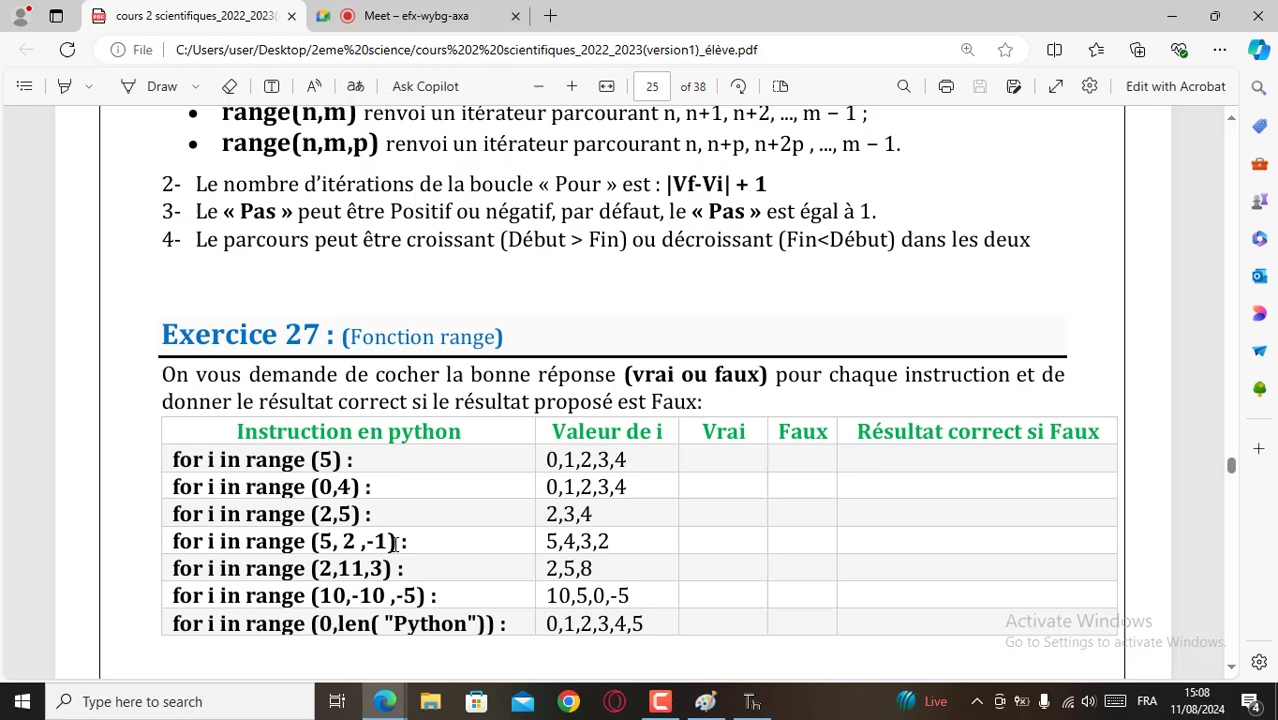 cours 2 scientifiques_2022_2023(
Meet – efx-wybg-axa
File
C:/Users/user/Desktop/2eme%20science/cours%202%20scientifiques_2022_2023(version1)_élève.pdf
Draw
Ask Copilot
25
of 38
Edit with Acrobat
• range(n,m) renvoi un itérateur parcourant n, n+1, n+2, ..., m − 1 ;
• range(n,m,p) renvoi un itérateur parcourant n, n+p, n+2p , ..., m − 1.
2- Le nombre d’itérations de la boucle « Pour » est : |Vf-Vi| + 1
3- Le « Pas » peut être Positif ou négatif, par défaut, le « Pas » est égal à 1.
4- Le parcours peut être croissant (Début > Fin) ou décroissant (Fin<Début) dans les deux
Exercice 27 : (Fonction range)
On vous demande de cocher la bonne réponse (vrai ou faux) pour chaque instruction et de
donner le résultat correct si le résultat proposé est Faux:
Instruction en python Valeur de i Vrai Faux Résultat correct si Faux
for i in range (5) : 0,1,2,3,4
for i in range (0,4) : 0,1,2,3,4
for i in range (2,5) : 2,3,4
for i in range (5, 2 ,-1) : 5,4,3,2
for i in range (2,11,3) : 2,5,8
for i in range (10,-10 ,-5) : 10,5,0,-5
for i in range (0,len( "Python")) : 0,1,2,3,4,5
Activate Windows
Go to Settings to activate Windows.
Type here to search
Live
FRA
15:08
11/08/2024
4